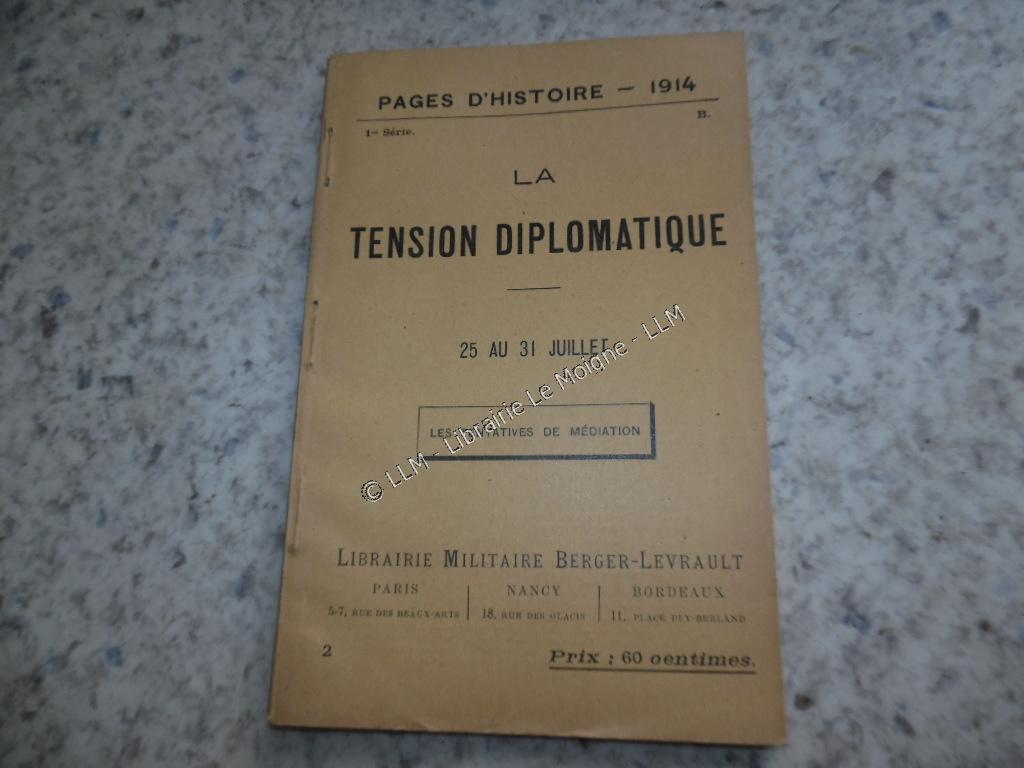 PAGES D'HISTOIRE — 1914
1re Série. B.
LA
TENSION DIPLOMATIQUE
25 AU 31 JUILLET
LES TENTATIVES DE MÉDIATION
© LLM - Librairie Le Moigne - LLM
LIBRAIRIE MILITAIRE BERGER-LEVRAULT
PARIS NANCY BORDEAUX
5-7, RUE DES BEAUX-ARTS 18, RUE DES GLACIS 11, PLACE PEY-BERLAND
2 Prix : 60 centimes.